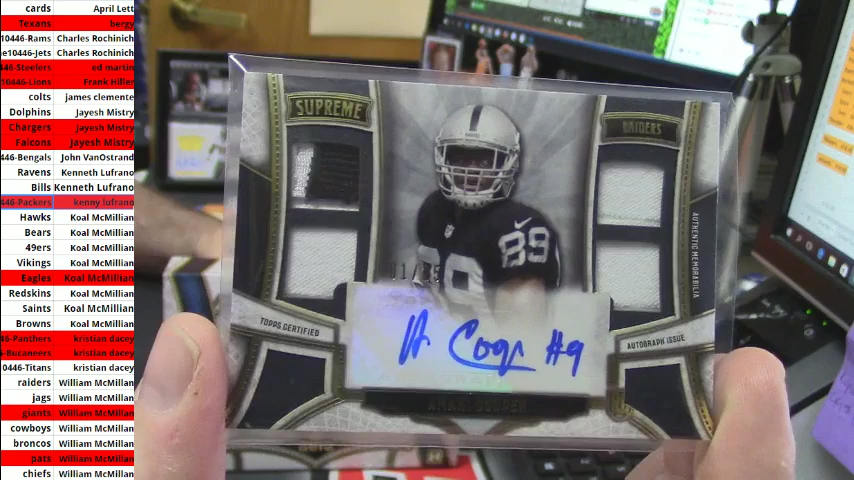 cards April Lett
Texans bergy
e10446-Rams Charles Rochinich
ne10446-Jets Charles Rochinich
46-Steelers ed martin
10446-Lions Frank Hiller
colts james clemente
Dolphins Jayesh Mistry
Chargers Jayesh Mistry
Falcons Jayesh Mistry
446-Bengals John VanOstrand
Ravens Kenneth Lufrano
Bills Kenneth Lufrano
446-Packers kenny lufrano
Hawks Koal McMillian
Bears Koal McMillian
49ers Koal McMillian
Vikings Koal McMillian
Eagles Koal McMillian
Redskins Koal McMillian
Saints Koal McMillian
Browns Koal McMillian
46-Panthers kristian dacey
6-Bucaneers kristian dacey
0446-Titans kristian dacey
raiders William McMillan
jags William McMillan
giants William McMillan
cowboys William McMillan
broncos William McMillan
pats William McMillan
chiefs William McMillan
SUPREME
RAIDERS
89
AUTHENTIC MEMORABILIA
TOPPS CERTIFIED
AUTOGRAPH ISSUE
#9